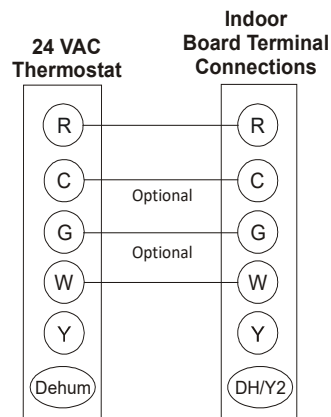 24 VAC
Thermostat
Indoor
Board Terminal
Connections
R R
C C
Optional
G G
Optional
W W
Y Y
Dehum DH/Y2